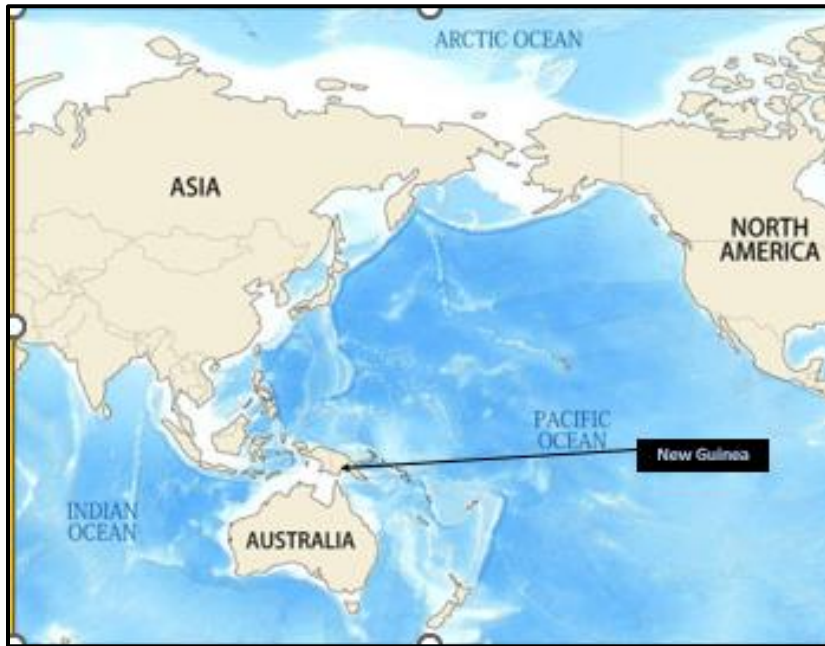 ARCTIC OCEAN
ASIA
NORTH
AMERICA
PACIFIC
OCEAN
New Guinea
INDIAN
OCEAN
AUSTRALIA